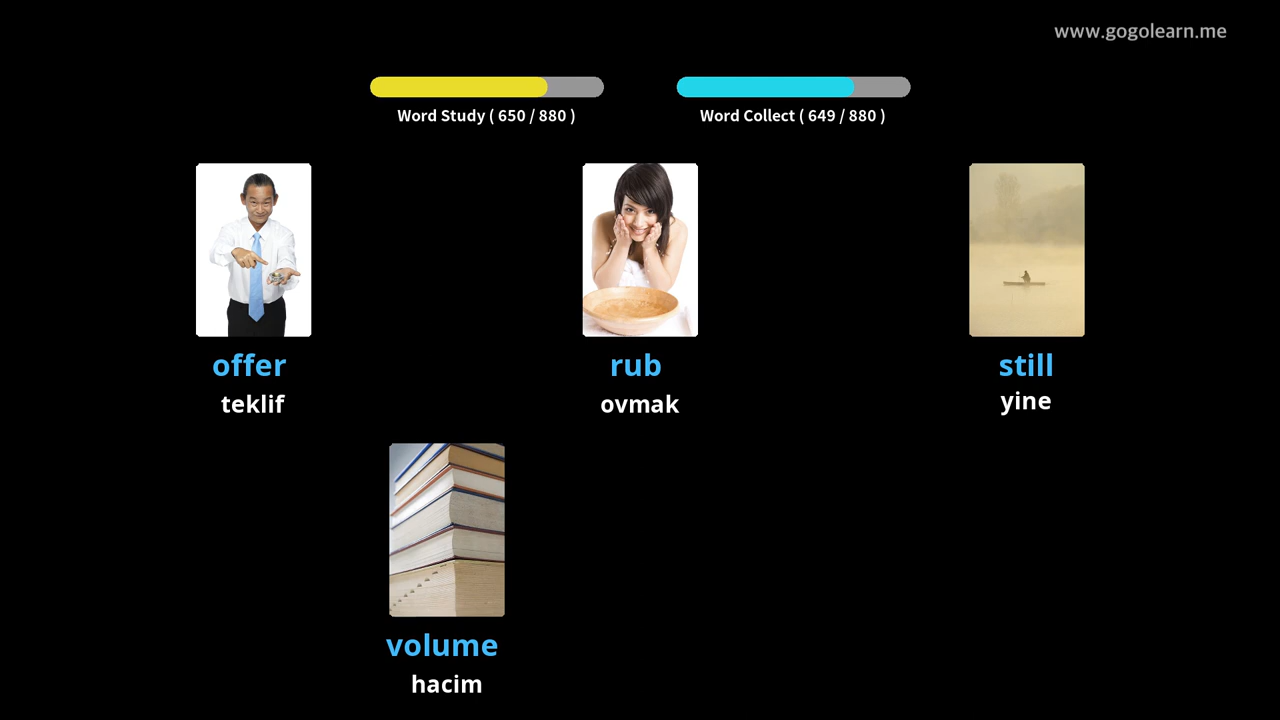 www.gogolearn.me
Word Study ( 650 / 880 )
Word Collect ( 649 / 880 )
offer
teklif
rub
ovmak
still
yine
volume
hacim